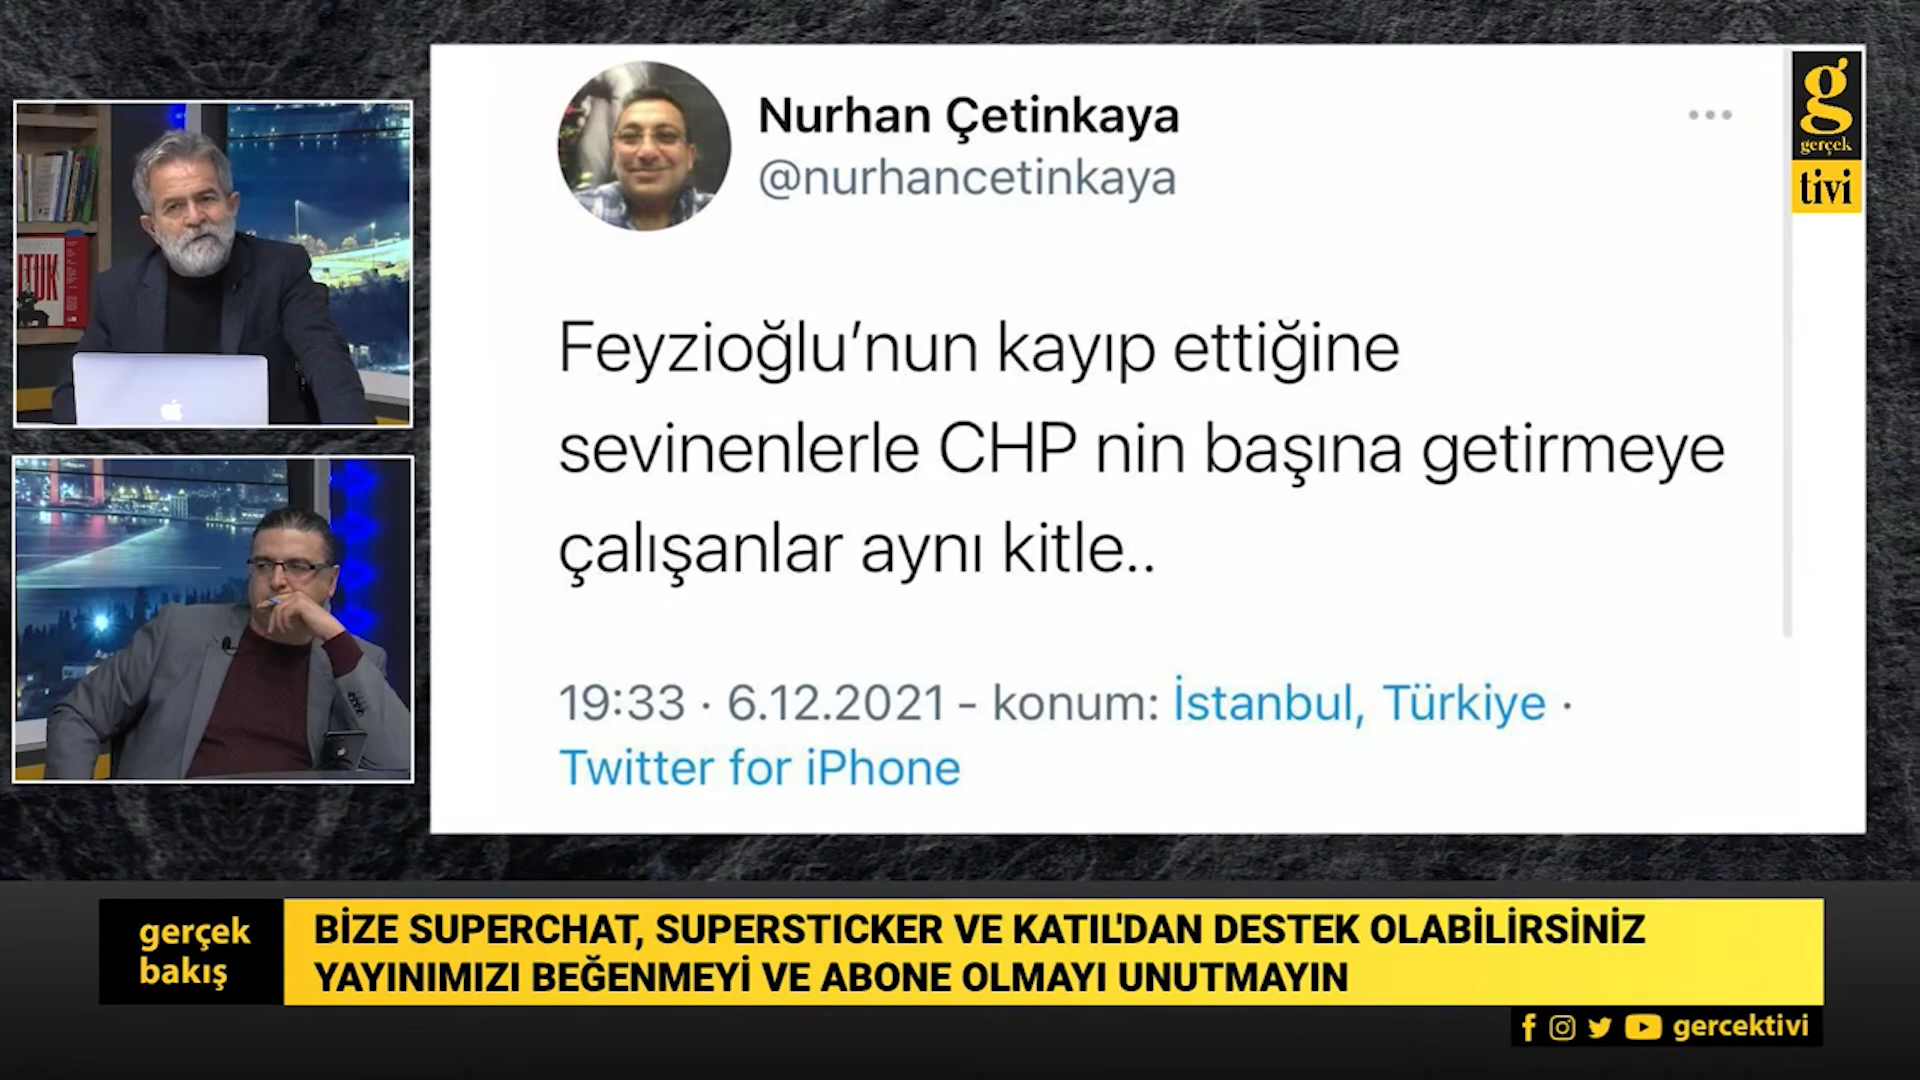 Nurhan Çetinkaya
@nurhancetinkaya
Feyzioğlu’nun kayıp ettiğine
sevinenlerle CHP nin başına getirmeye
çalışanlar aynı kitle..
19:33 · 6.12.2021 - konum: İstanbul, Türkiye ·
Twitter for iPhone
g
gerçek
tivi
gerçek
bakış
BİZE SUPERCHAT, SUPERSTICKER VE KATIL'DAN DESTEK OLABİLİRSİNİZ
YAYINIMIZI BEĞENMEYİ VE ABONE OLMAYI UNUTMAYIN
gercektivi